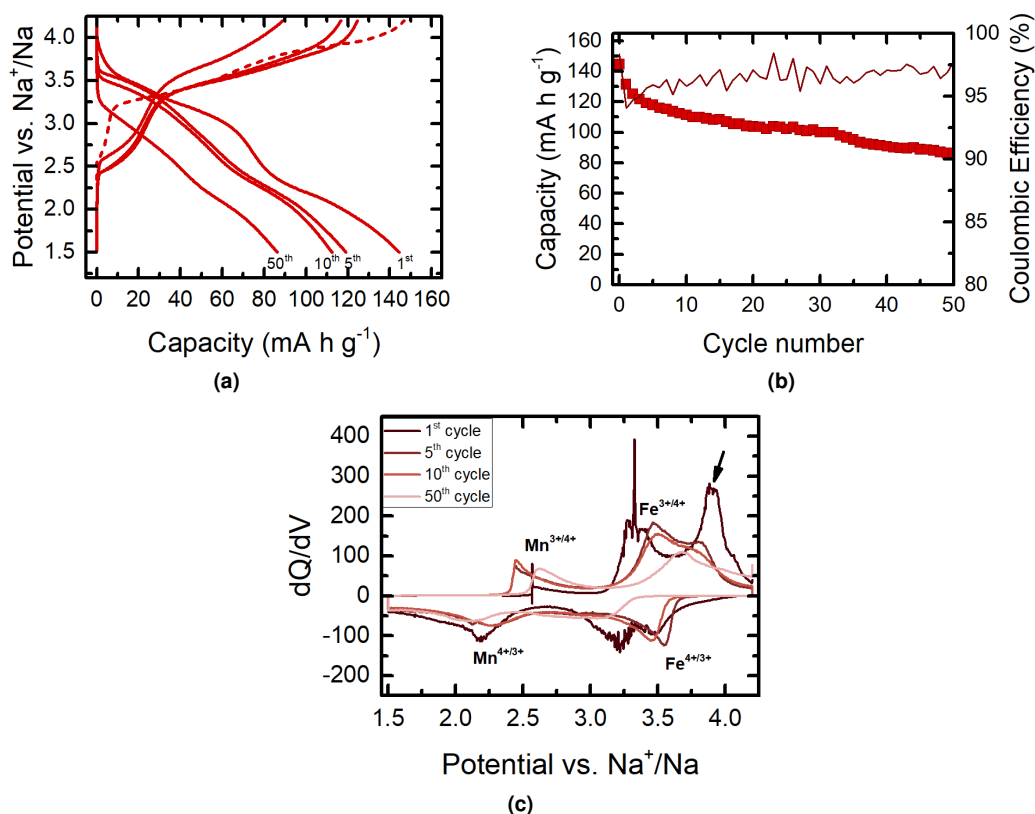 4.0
3.5
3.0
2.5
2.0
1.5
Potential vs. Na⁺/Na
50ᵗʰ 10ᵗʰ 5ᵗʰ 1ˢᵗ
0 20 40 60 80 100 120 140 160
Capacity (mA h g⁻¹)
(a)
160
140
120
100
80
60
40
20
0
Capacity (mA h g⁻¹)
100
95
90
85
80
Coulombic Efficiency (%)
0 10 20 30 40 50
Cycle number
(b)
400
300
200
100
0
-100
-200
dQ/dV
1ˢᵗ cycle
5ᵗʰ cycle
10ᵗʰ cycle
50ᵗʰ cycle
Mn³⁺/⁴⁺
Fe³⁺/⁴⁺
Mn⁴⁺/³⁺
Fe⁴⁺/³⁺
1.5 2.0 2.5 3.0 3.5 4.0
Potential vs. Na⁺/Na
(c)